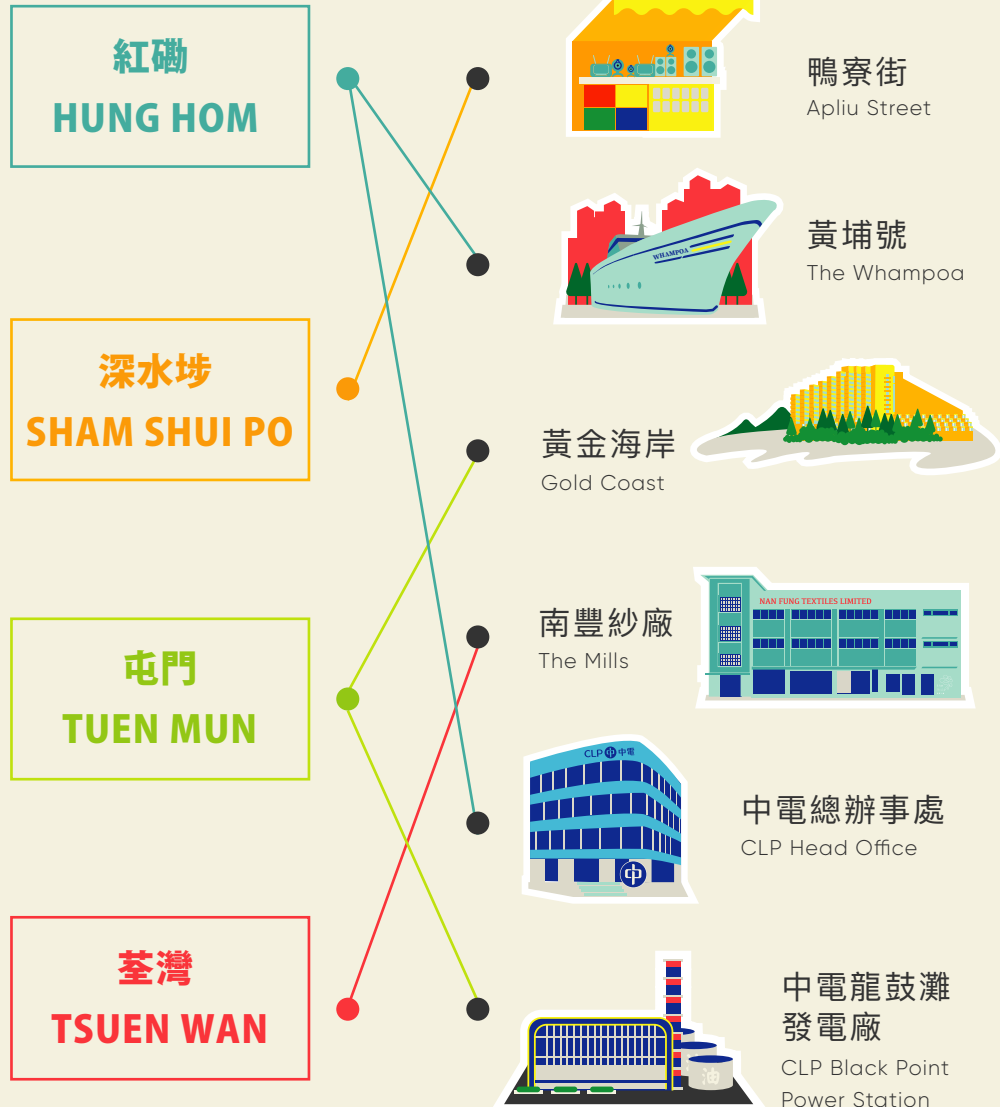 紅磡
HUNG HOM
鴨寮街
Apliu Street
WHAMPOA
黃埔號
The Whampoa
深水埗
SHAM SHUI PO
黃金海岸
Gold Coast
NAN FUNG TEXTILES LIMITED
南豐紗廠
The Mills
屯門
TUEN MUN
CLP 中電
中電總辦事處
CLP Head Office
荃灣
TSUEN WAN
中電龍鼓灘
發電廠
CLP Black Point
Power Station
油